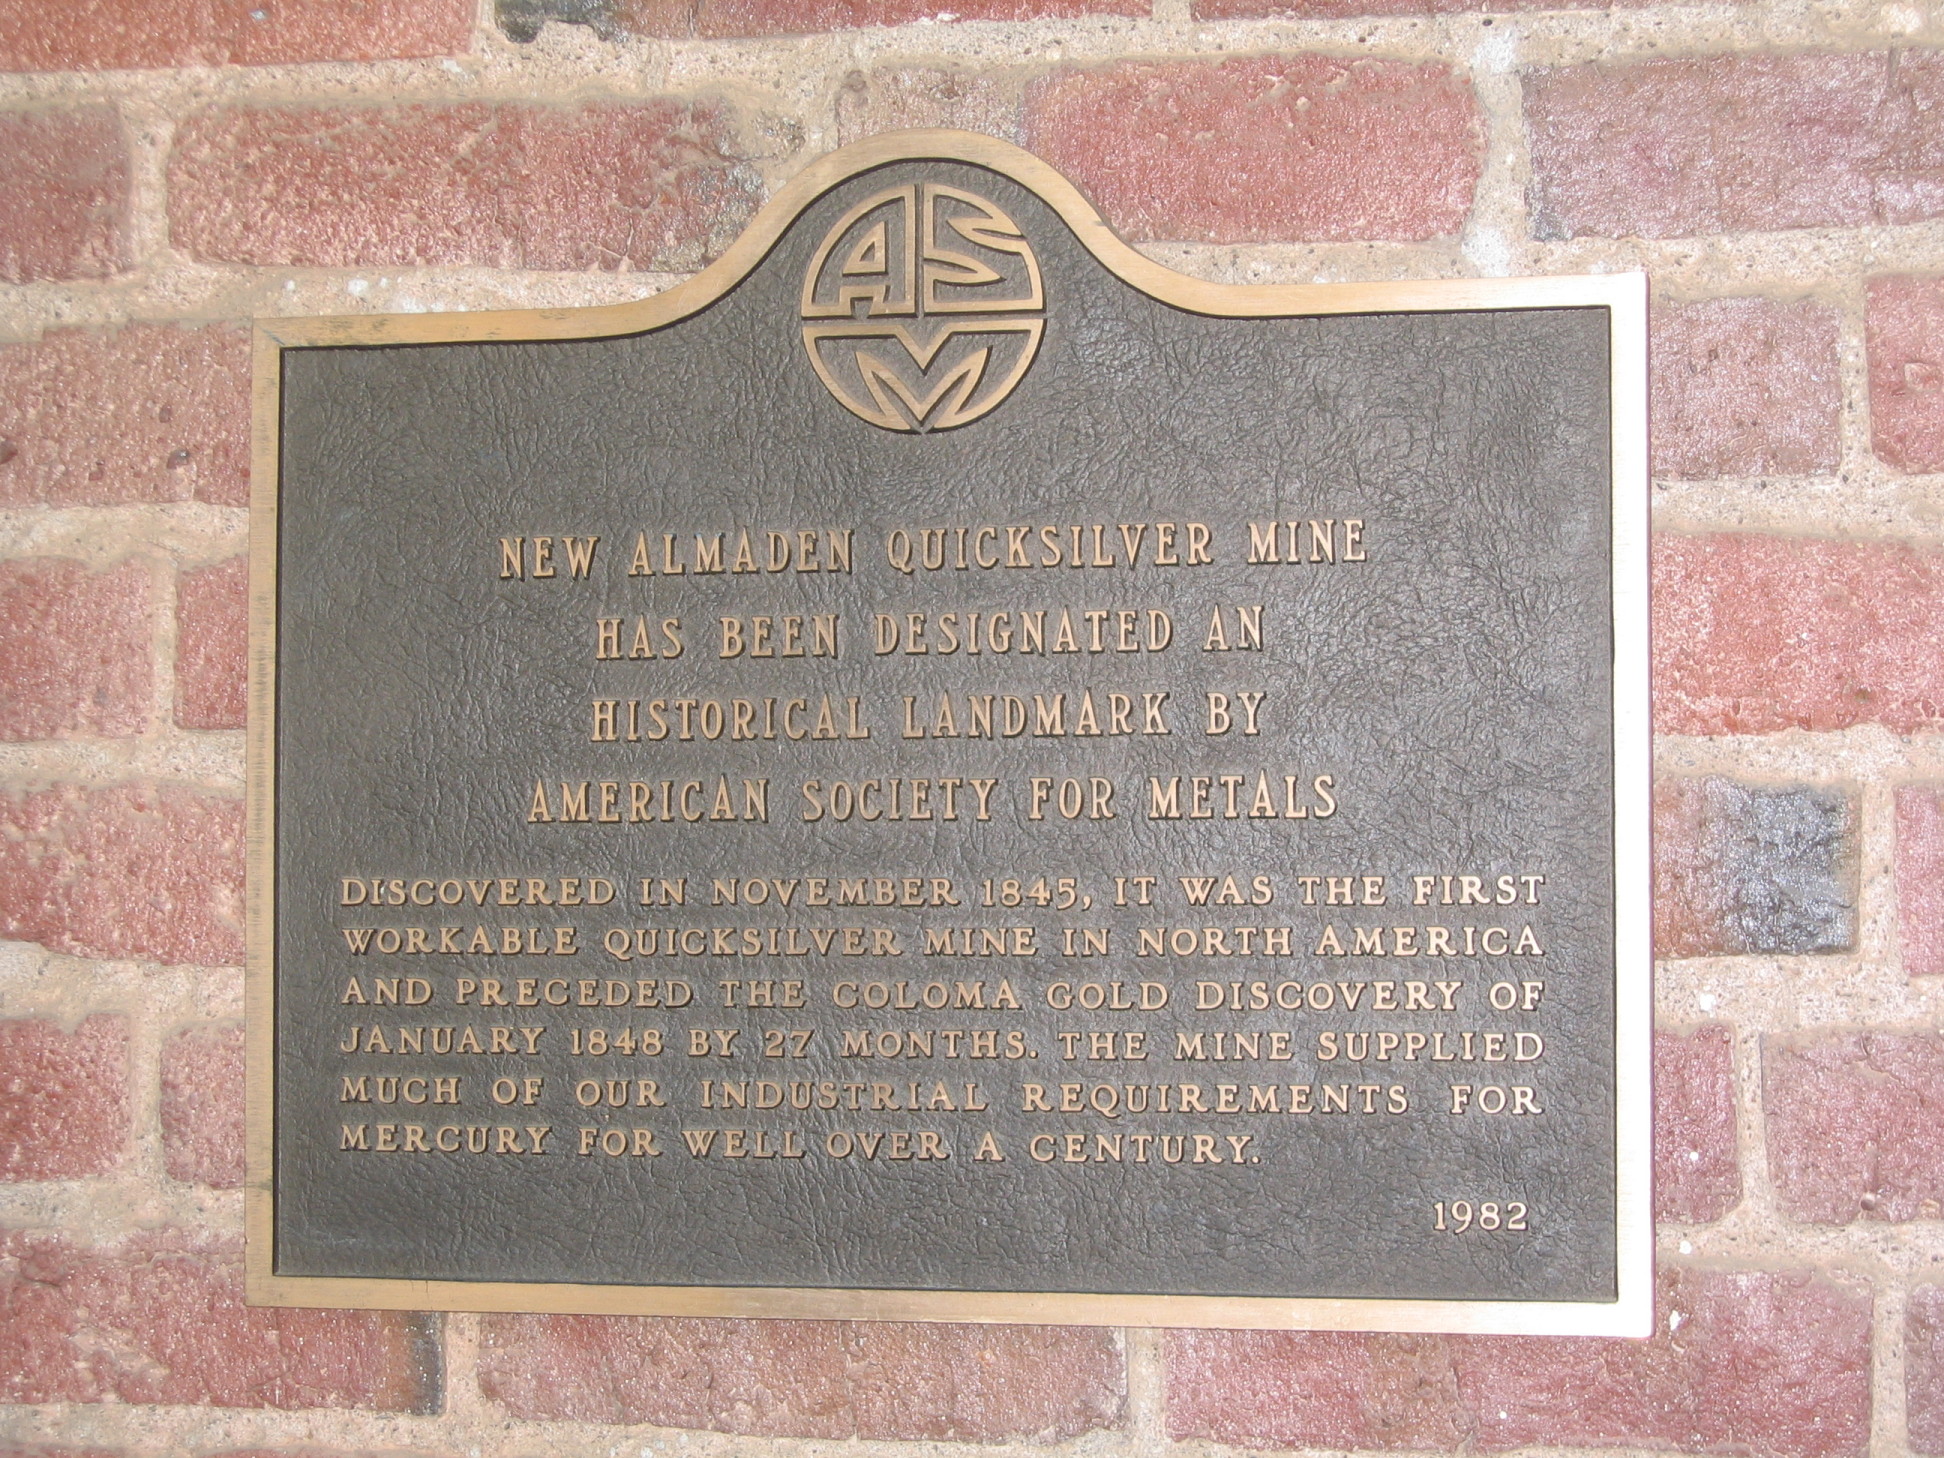 ASM
NEW ALMADEN QUICKSILVER MINE
HAS BEEN DESIGNATED AN
HISTORICAL LANDMARK BY
AMERICAN SOCIETY FOR METALS
DISCOVERED IN NOVEMBER 1845, IT WAS THE FIRST
WORKABLE QUICKSILVER MINE IN NORTH AMERICA
AND PRECEDED THE COLOMA GOLD DISCOVERY OF
JANUARY 1848 BY 27 MONTHS. THE MINE SUPPLIED
MUCH OF OUR INDUSTRIAL REQUIREMENTS FOR
MERCURY FOR WELL OVER A CENTURY.
1982